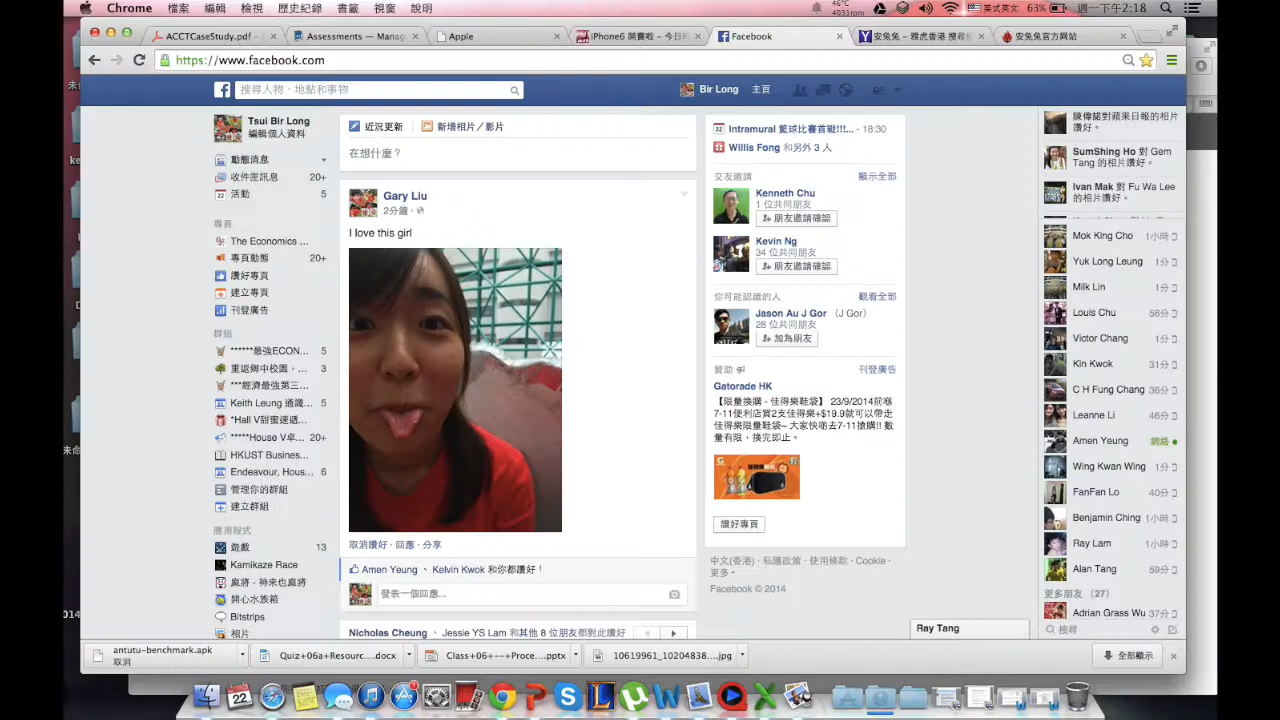 Chrome 檔案 編輯 檢視 歷史紀錄 書籤 視窗 說明
46°C
4031rpm
美式英文 63% 週一下午2:18
ACCTCaseStudy.pdf
Assessments — Mana
Apple
iPhone6 開賣啦 - 今日
Facebook
安兔兔 - 雅虎香港 搜尋
安兔兔官方网站
https://www.facebook.com
搜尋人物、地點和事物
Bir Long 主頁
Tsui Bir Long
編輯個人資料
動態消息
收件匣訊息 20+
活動 5
專頁
The Economics ...
專頁動態 20+
讚好專頁
建立專頁
刊登廣告
群組
******最強ECON... 5
重返鄉中校園， ...
***經濟最強第三...
Keith Leung 通識... 5
*Hall V甜蜜速遞...
*****House V卓... 20+
HKUST Busines...
Endeavour, Hous... 6
管理你的群組
建立群組
應用程式
遊戲 13
Kamikaze Race
麻將 - 神來也麻將
開心水族箱
Bitstrips
相片
近況更新 新增相片／影片
在想什麼？
Gary Liu
2分鐘
I love this girl
取消讚好 · 回應 · 分享
Amen Yeung 、 Kelvin Kwok 和你都讚好！
發表一個回應...
Nicholas Cheung 、 Jessie YS Lam 和其他 8 位朋友都對此讚好
Intramural 籃球比賽首戰!!!... - 18:30
Willis Fong 和另外 3 人
交友邀請 顯示全部
Kenneth Chu
1 位共同朋友
朋友邀請確認
Kevin Ng
34 位共同朋友
朋友邀請確認
你可能認識的人 觀看全部
Jason Au J Gor （J Gor）
28 位共同朋友
加為朋友
贊助 刊登廣告
Gatorade HK
【限量換購 - 佳得樂鞋袋】 23/9/2014前喺
7-11便利店買2支佳得樂+$19.9就可以帶走
佳得樂限量鞋袋~ 大家快啲去7-11搶購!! 數
量有限，換完即止。
讚好專頁
中文(香港) · 私隱政策 · 使用條款 · Cookie ·
更多
Facebook © 2014
陳偉鍩對蘋果日報的相片
讚好。
SumShing Ho 對 Gem
Tang 的相片讚好。
Ivan Mak 對 Fu Wa Lee
的相片讚好。
Mok King Cho 1小時
Yuk Long Leung 1分
Milk Lin 1分
Louis Chu 56分
Victor Chang 1分
Kin Kwok 31分
C H Fung Chang 36分
Leanne Li 46分
Amen Yeung 網絡
Wing Kwan Wing 1分
FanFan Lo 40分
Benjamin Ching 1小時
Ray Lam 1小時
Alan Tang 59分
更多朋友 （27）
Adrian Grass Wu 37分
搜尋
Ray Tang
antutu-benchmark.apk
取消
Quiz+06a+Resourc....docx
Class+06+--+Proce....pptx
10619961_10204838....jpg
全部顯示